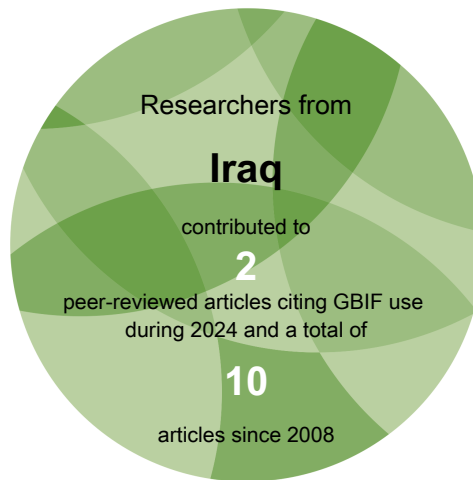 Researchers from
Iraq
contributed to
2
peer-reviewed articles citing GBIF use
during 2024 and a total of
10
articles since 2008